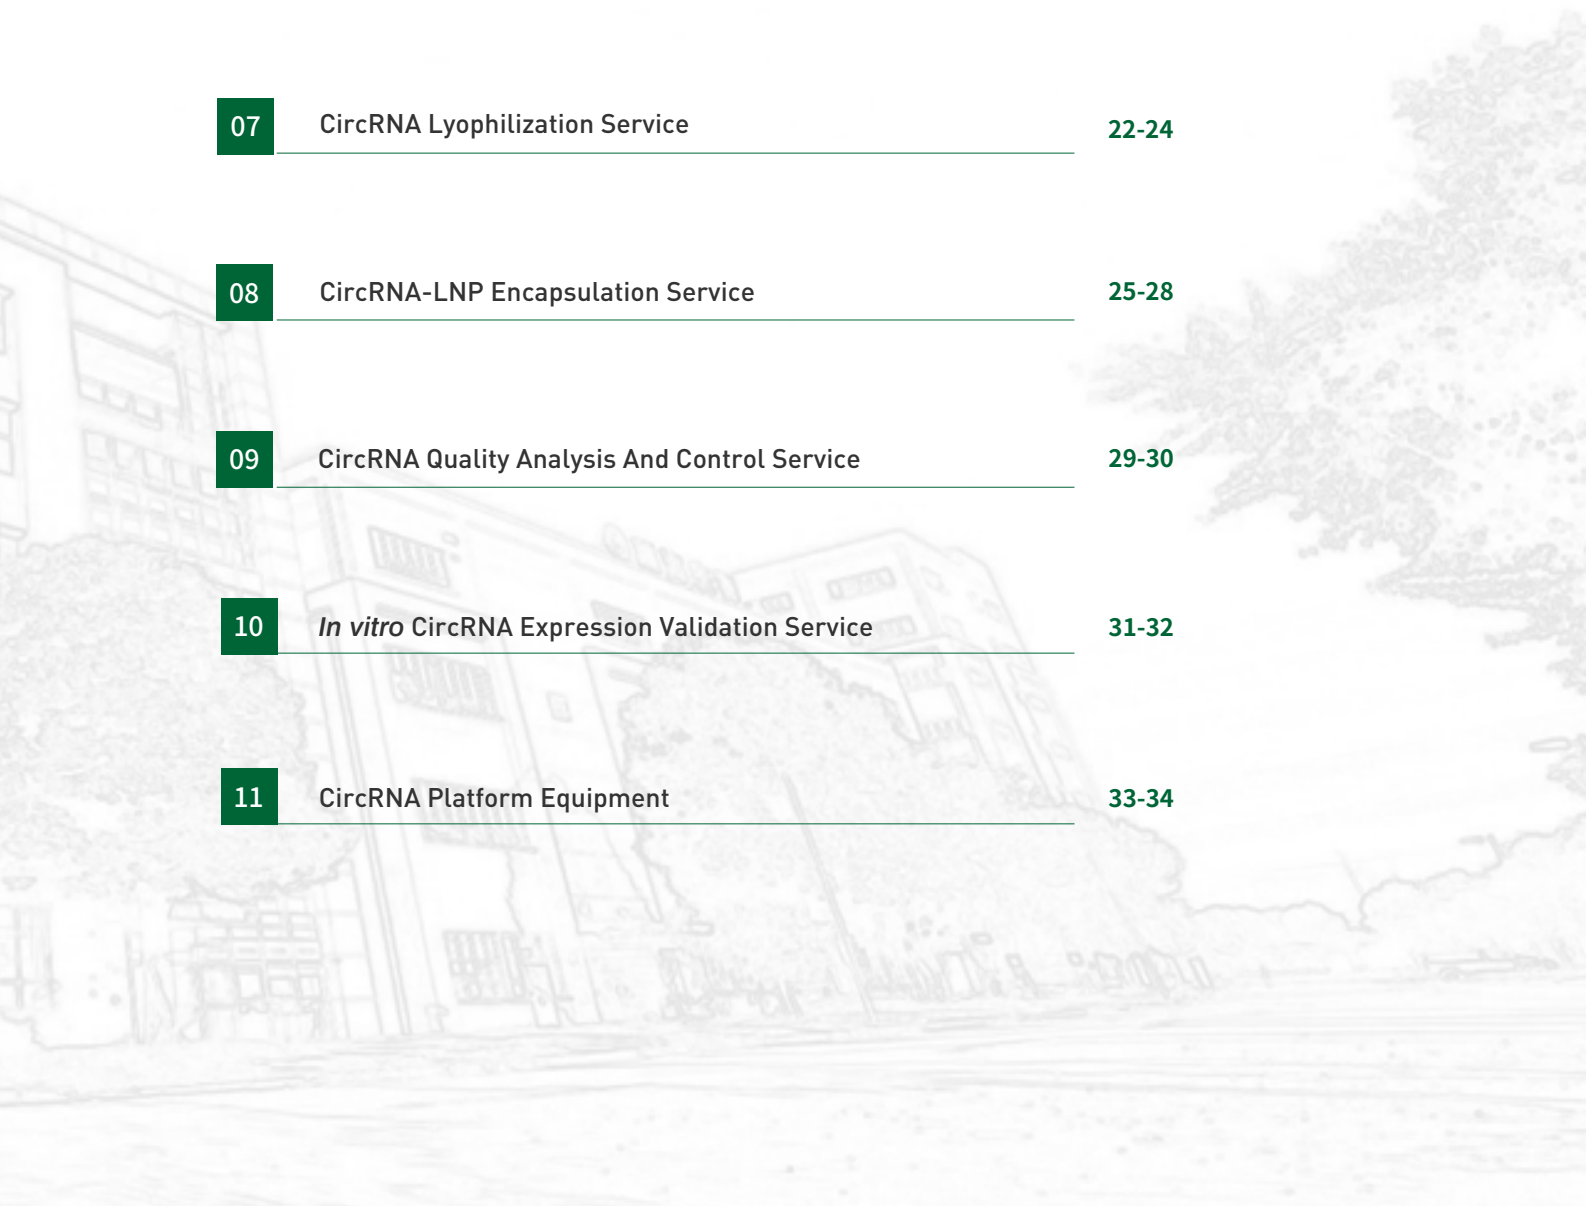 07 CircRNA Lyophilization Service 22-24
08 CircRNA-LNP Encapsulation Service 25-28
09 CircRNA Quality Analysis And Control Service 29-30
10 In vitro CircRNA Expression Validation Service 31-32
11 CircRNA Platform Equipment 33-34